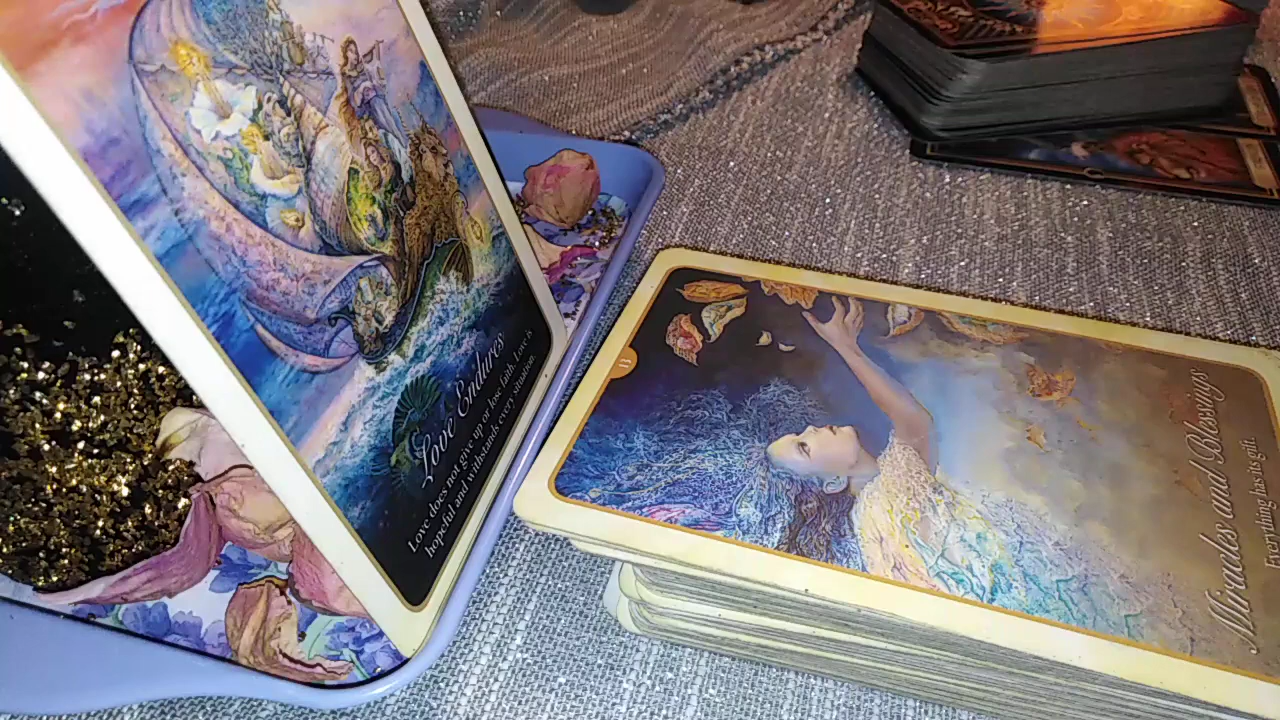 Love Endures
Love does not give up or lose faith. Love is
hopeful and withstands every situation.
11
Miracles and Blessings
Everything has its gift.